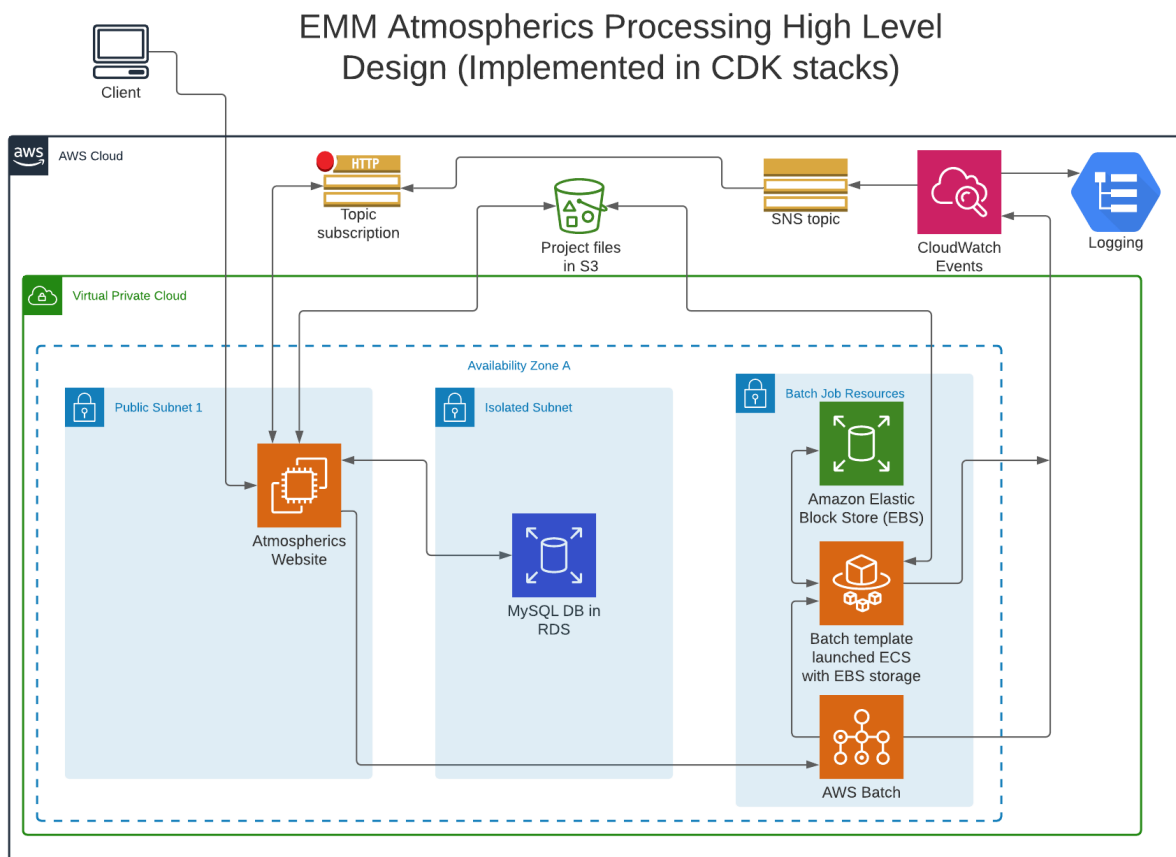 EMM Atmospherics Processing High Level
Design (Implemented in CDK stacks)
Client
aws
AWS Cloud
HTTP
Topic
subscription
Project files
in S3
SNS topic
CloudWatch
Events
Logging
Virtual Private Cloud
Availability Zone A
Public Subnet 1
Isolated Subnet
Batch Job Resources
Atmospherics
Website
MySQL DB in
RDS
Amazon Elastic
Block Store (EBS)
Batch template
launched ECS
with EBS storage
AWS Batch